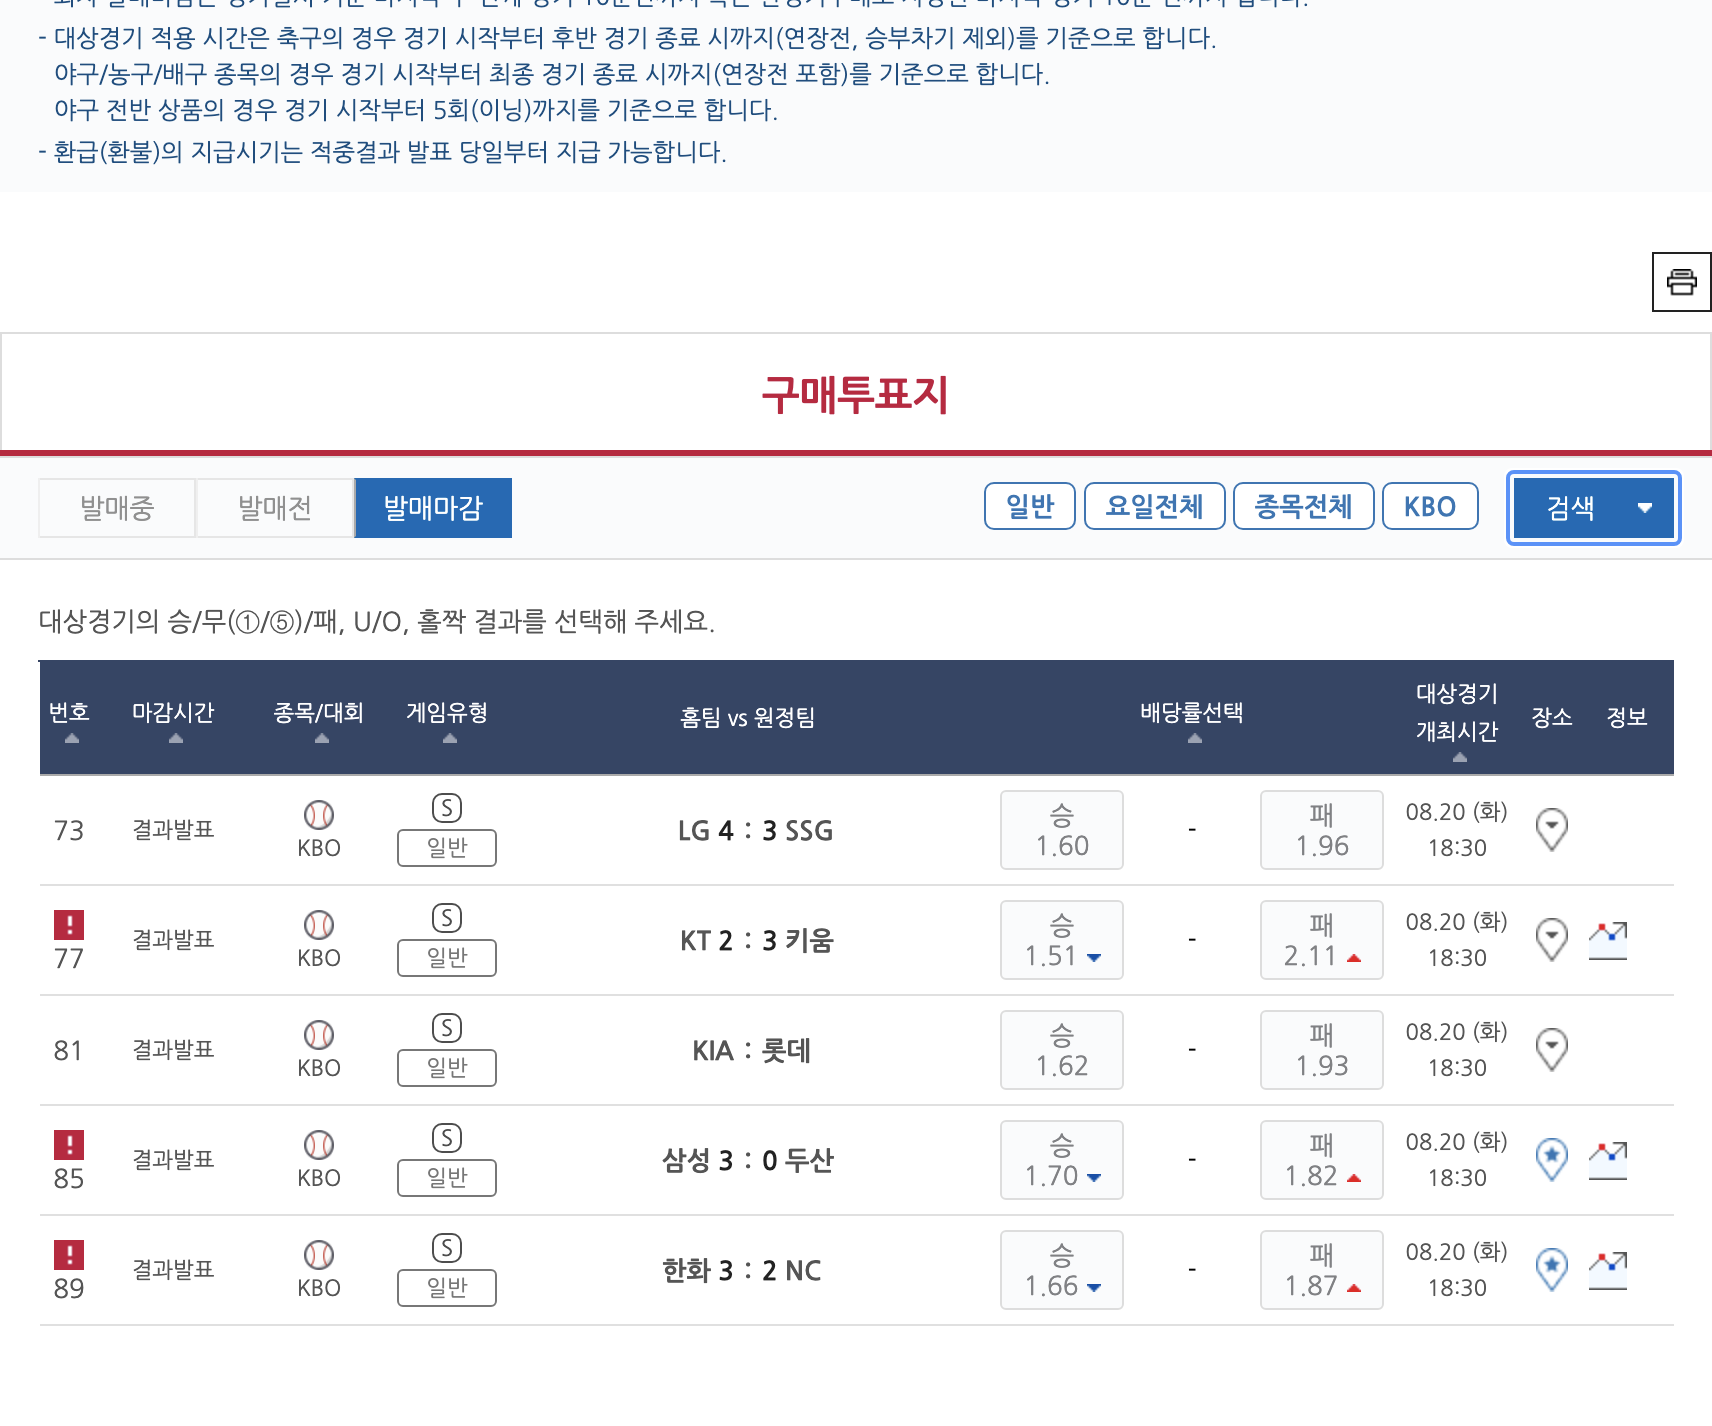 - 대상경기 적용 시간은 축구의 경우 경기 시작부터 후반 경기 종료 시까지(연장전, 승부차기 제외)를 기준으로 합니다.
야구/농구/배구 종목의 경우 경기 시작부터 최종 경기 종료 시까지(연장전 포함)를 기준으로 합니다.
야구 전반 상품의 경우 경기 시작부터 5회(이닝)까지를 기준으로 합니다.
- 환급(환불)의 지급시기는 적중결과 발표 당일부터 지급 가능합니다.
구매투표지
발매중 발매전 발매마감 일반 요일전체 종목전체 KBO 검색
대상경기의 승/무(①/⑤)/패, U/O, 홀짝 결과를 선택해 주세요.
번호 마감시간 종목/대회 게임유형 홈팀 vs 원정팀 배당률선택 대상경기 개최시간 장소 정보
73 결과발표 KBO S 일반 LG 4 : 3 SSG 승 1.60 - 패 1.96 08.20 (화) 18:30
77 결과발표 KBO S 일반 KT 2 : 3 키움 승 1.51 - 패 2.11 08.20 (화) 18:30
81 결과발표 KBO S 일반 KIA : 롯데 승 1.62 - 패 1.93 08.20 (화) 18:30
85 결과발표 KBO S 일반 삼성 3 : 0 두산 승 1.70 - 패 1.82 08.20 (화) 18:30
89 결과발표 KBO S 일반 한화 3 : 2 NC 승 1.66 - 패 1.87 08.20 (화) 18:30